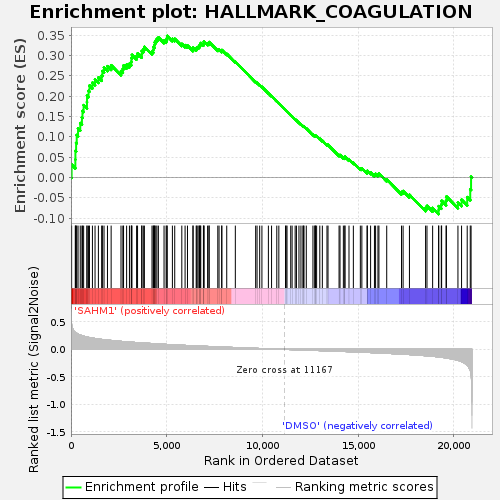 Enrichment plot: HALLMARK_COAGULATION
Enrichment score (ES)
0.35
0.30
0.25
0.20
0.15
0.10
0.05
0.00
-0.05
-0.10
'SAHM1' (positively correlated)
Ranked list metric (Signal2Noise)
0.5
0.0
-0.5
-1.0
-1.5
Zero cross at 11167
'DMSO' (negatively correlated)
0
5,000
10,000
15,000
20,000
Rank in Ordered Dataset
Enrichment profile
Hits
Ranking metric scores